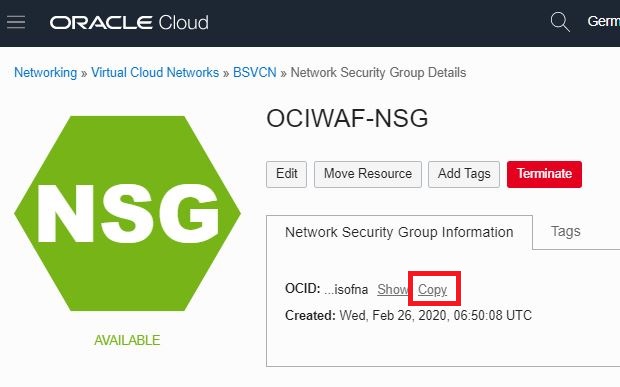 ORACLE Cloud
Germ
Networking » Virtual Cloud Networks » BSVCN » Network Security Group Details
OCIWAF-NSG
Edit Move Resource Add Tags Terminate
NSG
Network Security Group Information Tags
OCID: ...isofna Show Copy
Created: Wed, Feb 26, 2020, 06:50:08 UTC
AVAILABLE